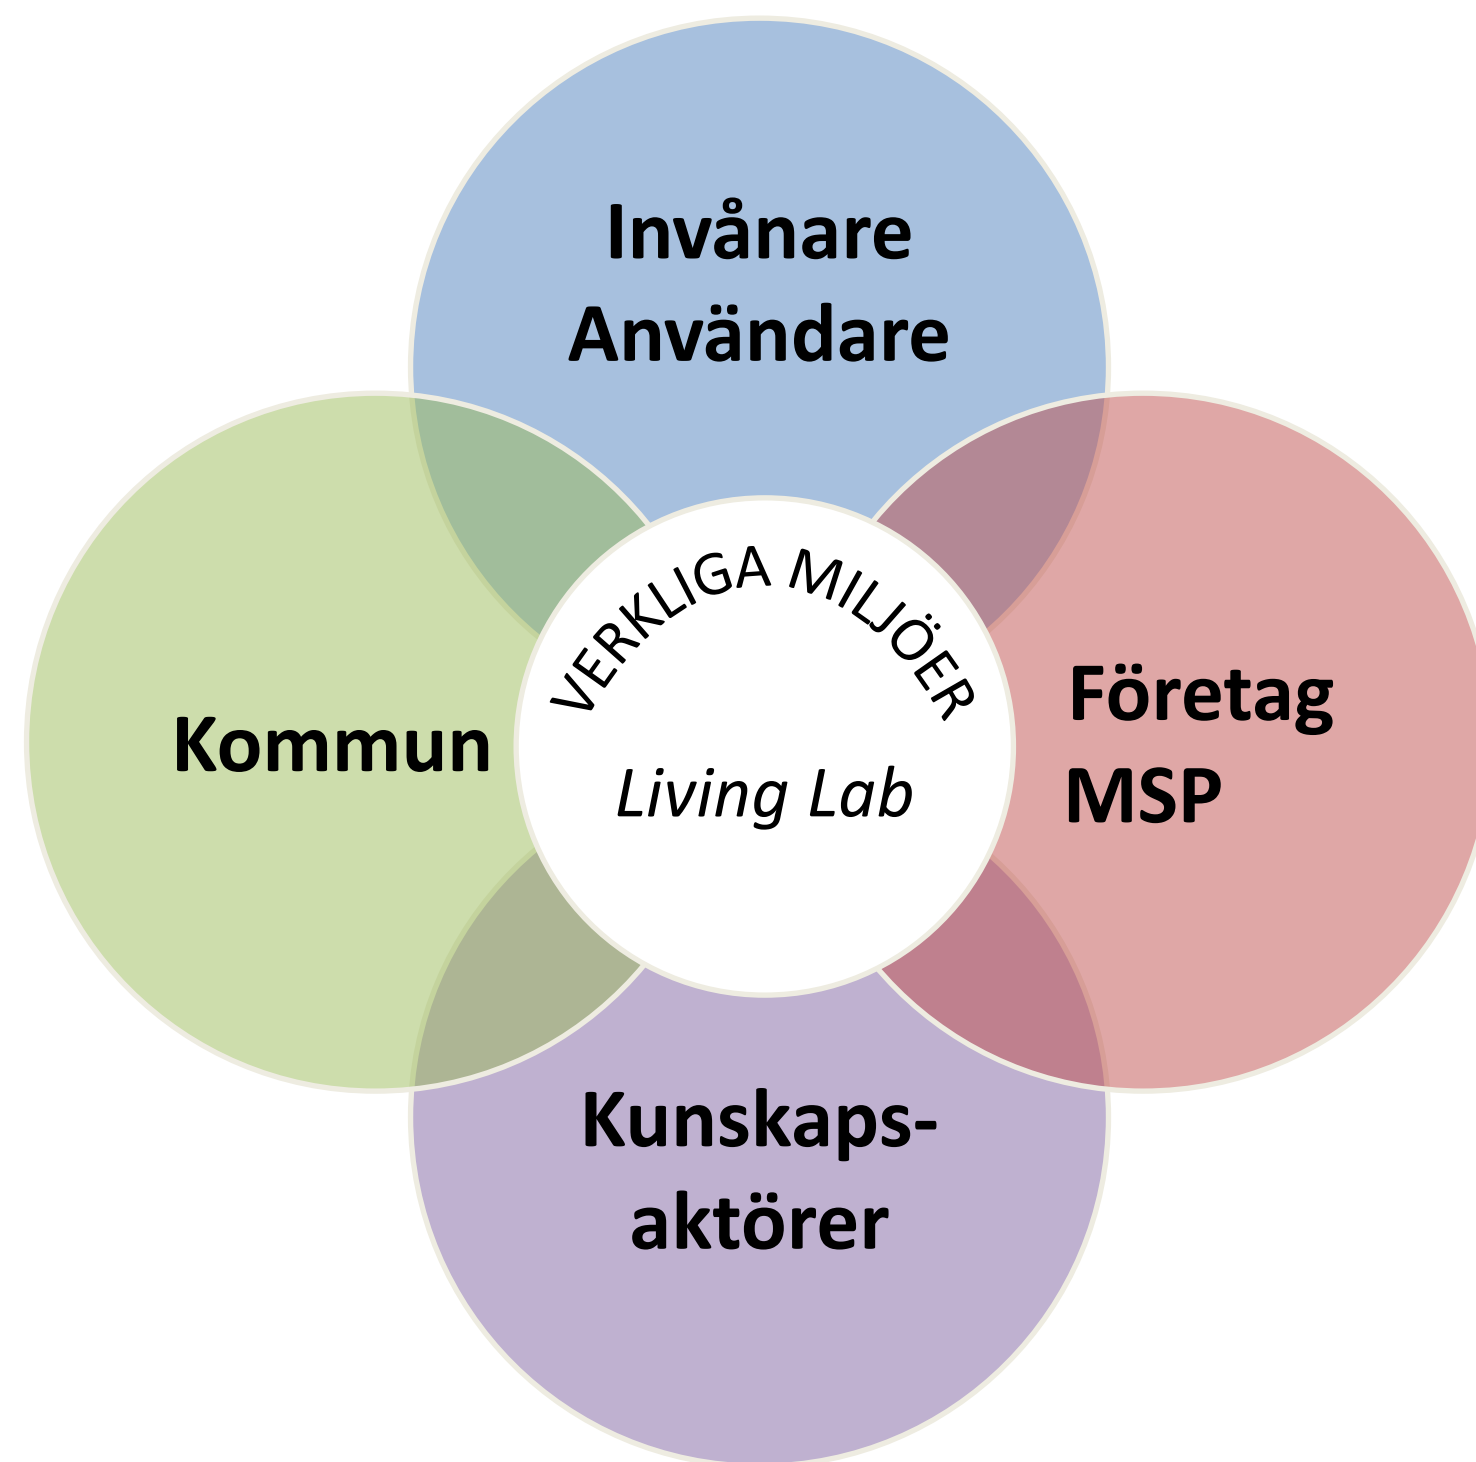 Invånare
Användare
VERKLIGA MILJÖER
Living Lab
Kommun
Företag
MSP
Kunskaps-
aktörer